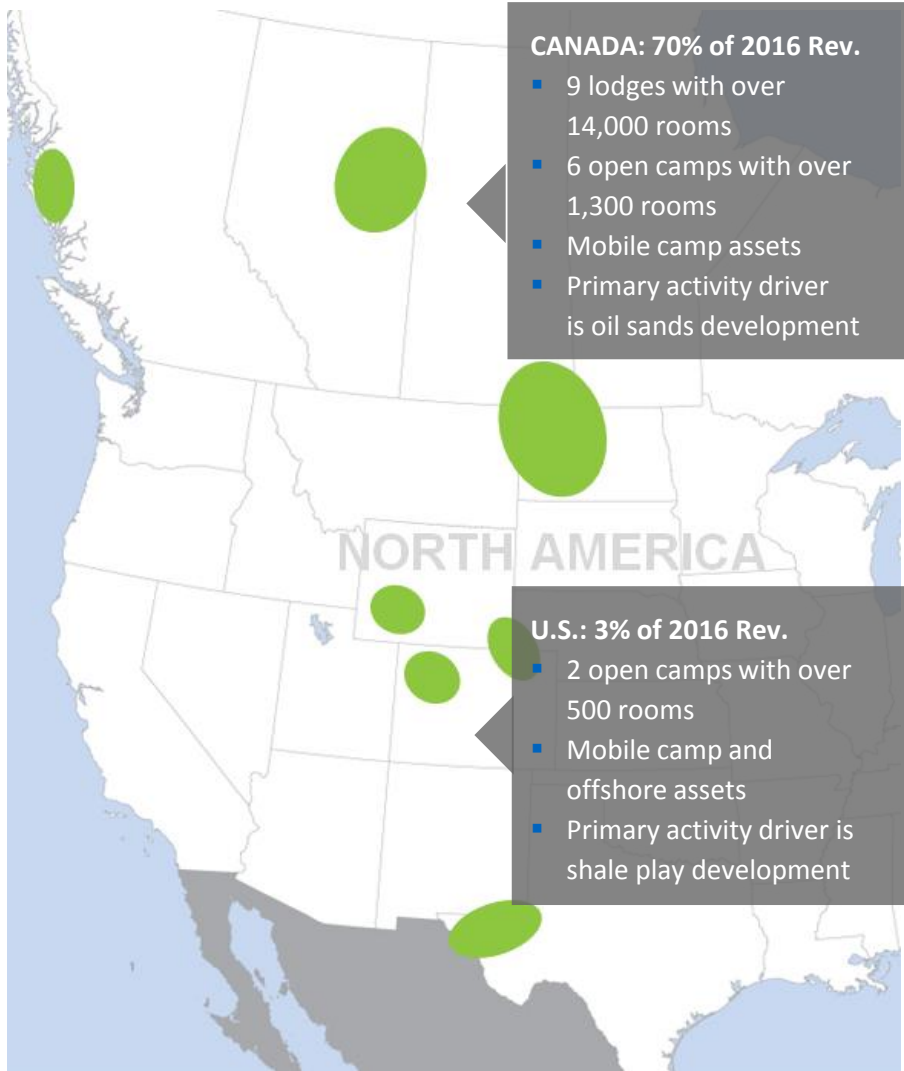 CANADA: 70% of 2016 Rev.
▪ 9 lodges with over
14,000 rooms
▪ 6 open camps with over
1,300 rooms
▪ Mobile camp assets
▪ Primary activity driver
is oil sands development
NORTH AMERICA
U.S.: 3% of 2016 Rev.
▪ 2 open camps with over
500 rooms
▪ Mobile camp and
offshore assets
▪ Primary activity driver is
shale play development